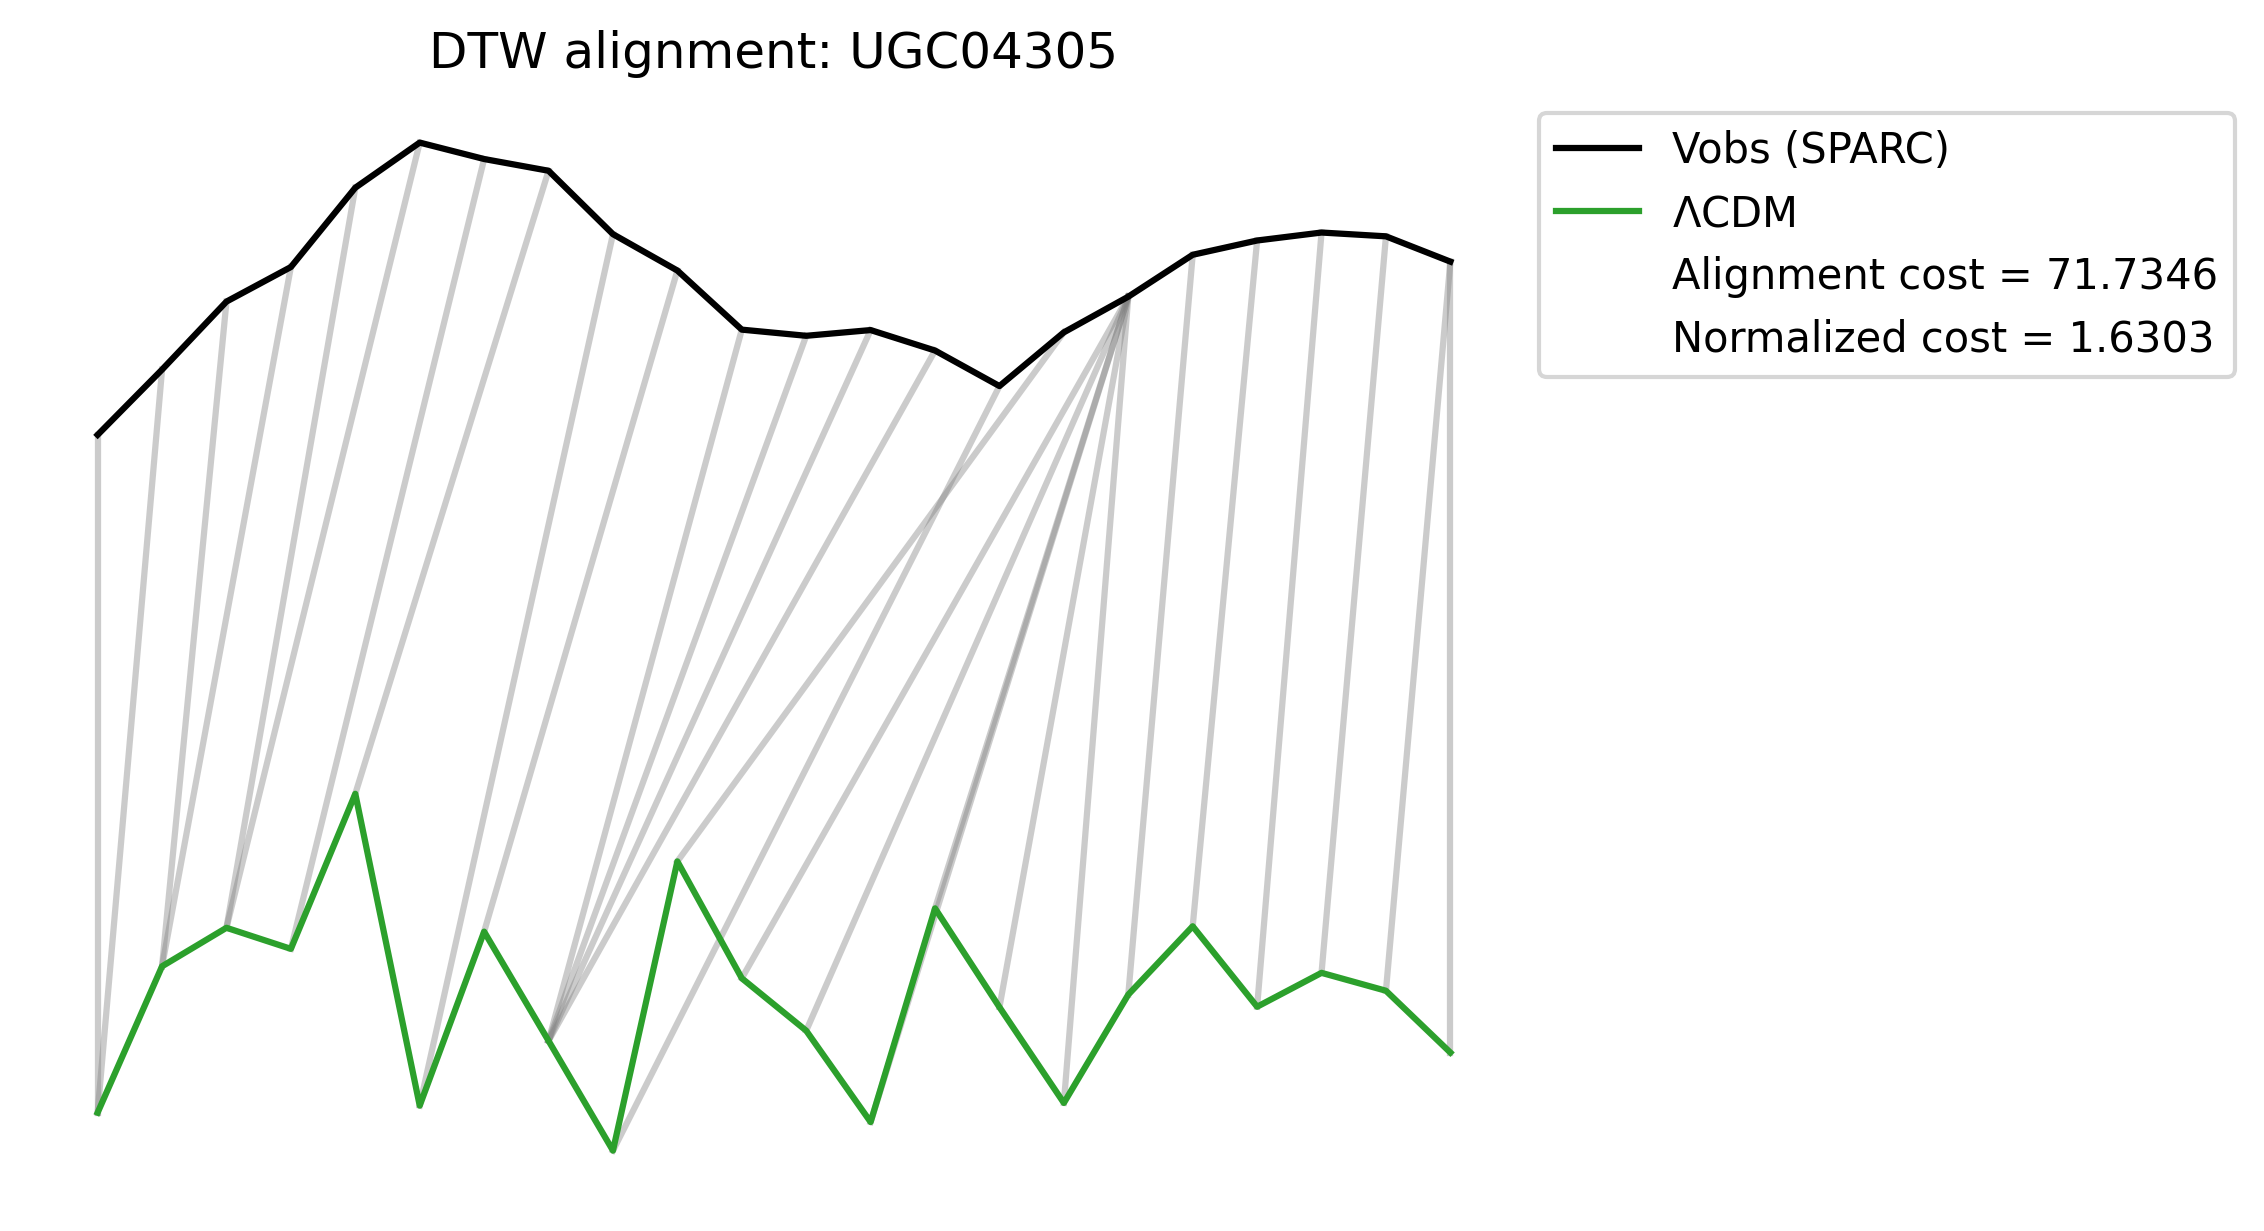 DTW alignment: UGC04305
Vobs (SPARC)
ΛCDM
Alignment cost = 71.7346
Normalized cost = 1.6303